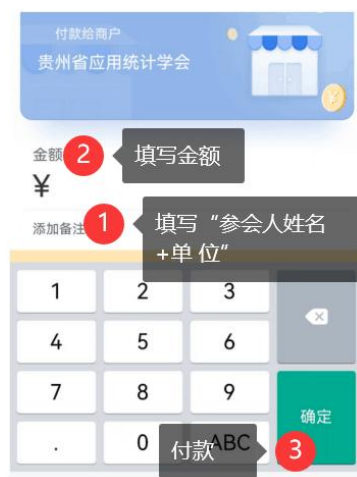 付款给商户
贵州省应用统计学会
金额
2
填写金额
¥
添加备注
1
填写“参会人姓名
+单 位”
1 2 3
4 5 6
7 8 9
确定
. 0 ABC
付款
3